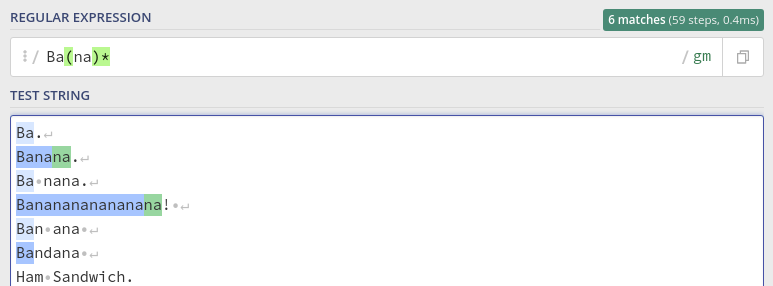 REGULAR EXPRESSION
6 matches (59 steps, 0.4ms)
/ Ba(na)* / gm
TEST STRING
Ba.↵
Banana.↵
Ba•nana.↵
Bananananananana!•↵
Ban•ana•↵
Bandana•↵
Ham•Sandwich.